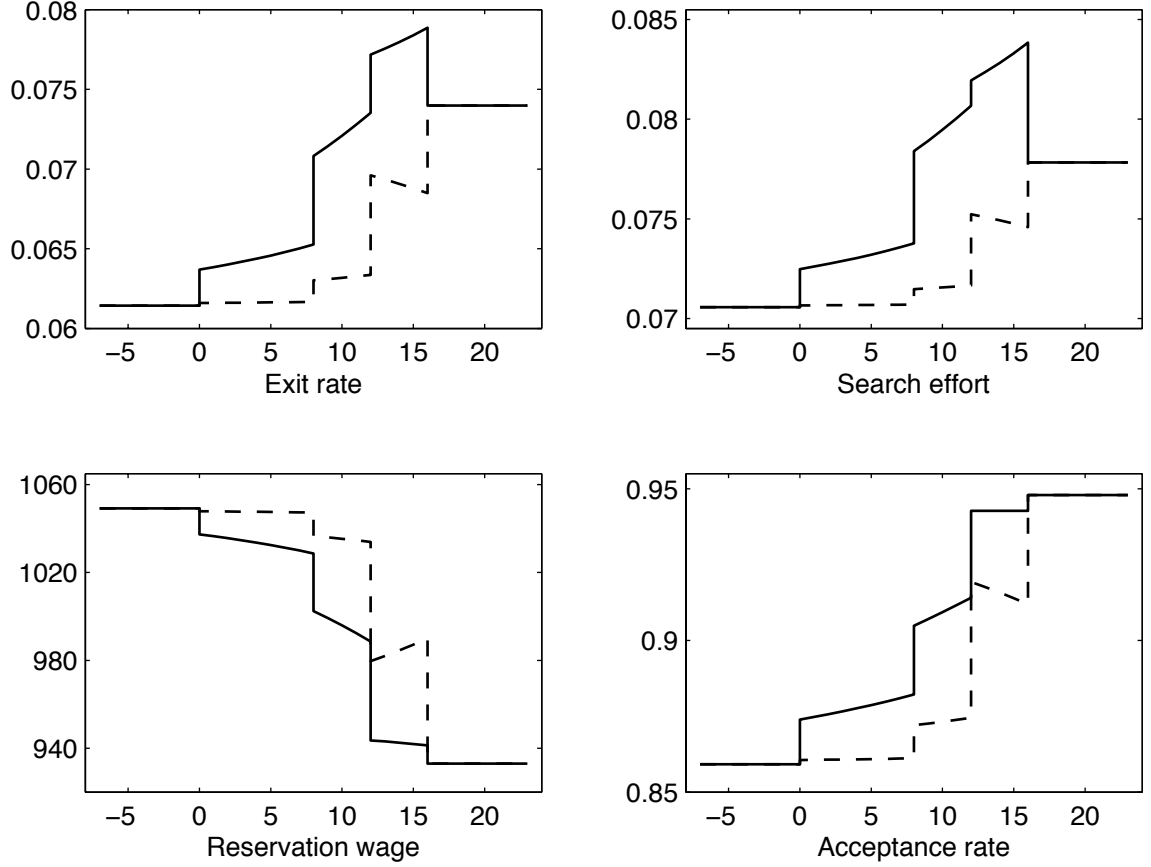 0.08
0.075
0.07
0.065
0.06
−5 0 5 10 15 20
Exit rate
0.085
0.08
0.075
0.07
−5 0 5 10 15 20
Search effort
1060
1020
980
940
−5 0 5 10 15 20
Reservation wage
0.95
0.9
0.85
−5 0 5 10 15 20
Acceptance rate